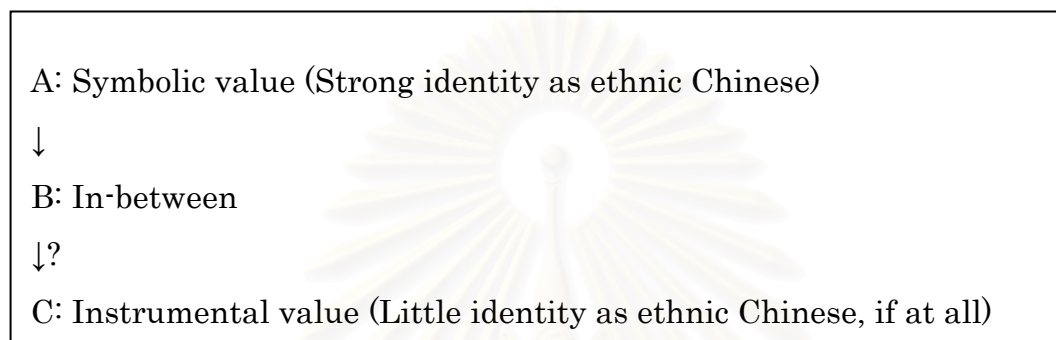 A: Symbolic value (Strong identity as ethnic Chinese)
↓
B: In-between
↓?
C: Instrumental value (Little identity as ethnic Chinese, if at all)